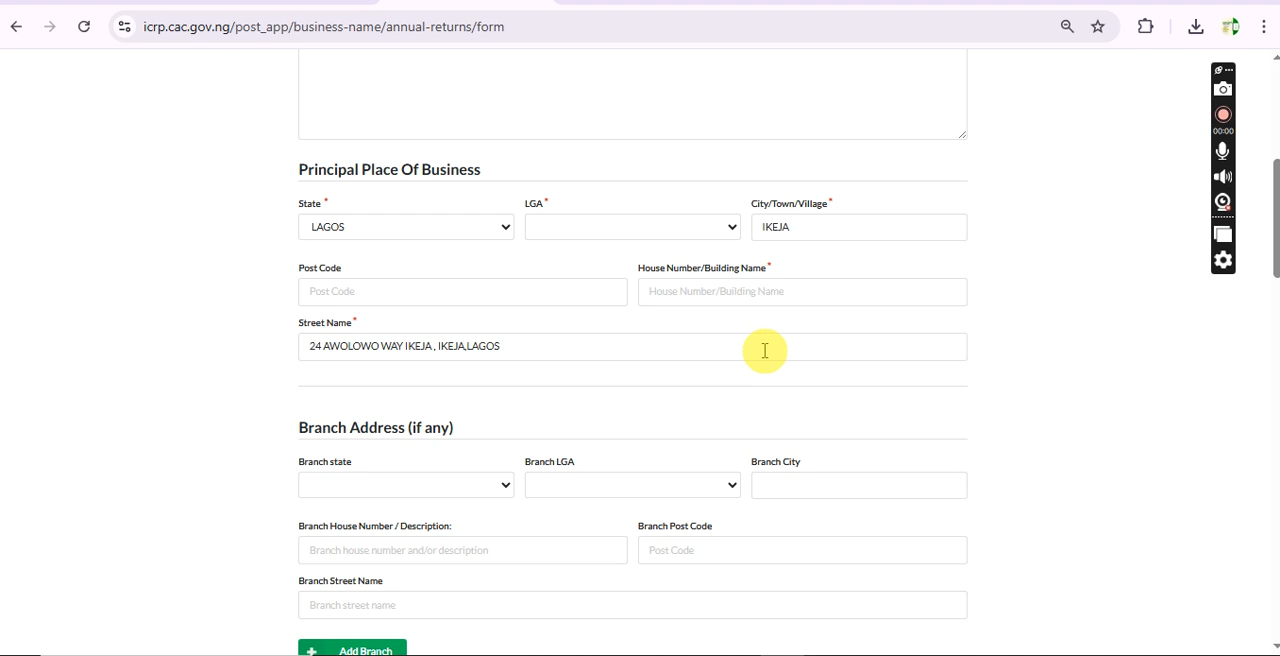 icrp.cac.gov.ng/post_app/business-name/annual-returns/form
00:00
Principal Place Of Business
State * LGA * City/Town/Village *
LAGOS IKEJA
Post Code House Number/Building Name *
Post Code House Number/Building Name
Street Name *
24 AWOLOWO WAY IKEJA , IKEJA,LAGOS
Branch Address (if any)
Branch state Branch LGA Branch City
Branch House Number / Description: Branch Post Code
Branch house number and/or description Post Code
Branch Street Name
Branch street name
+ Add Branch